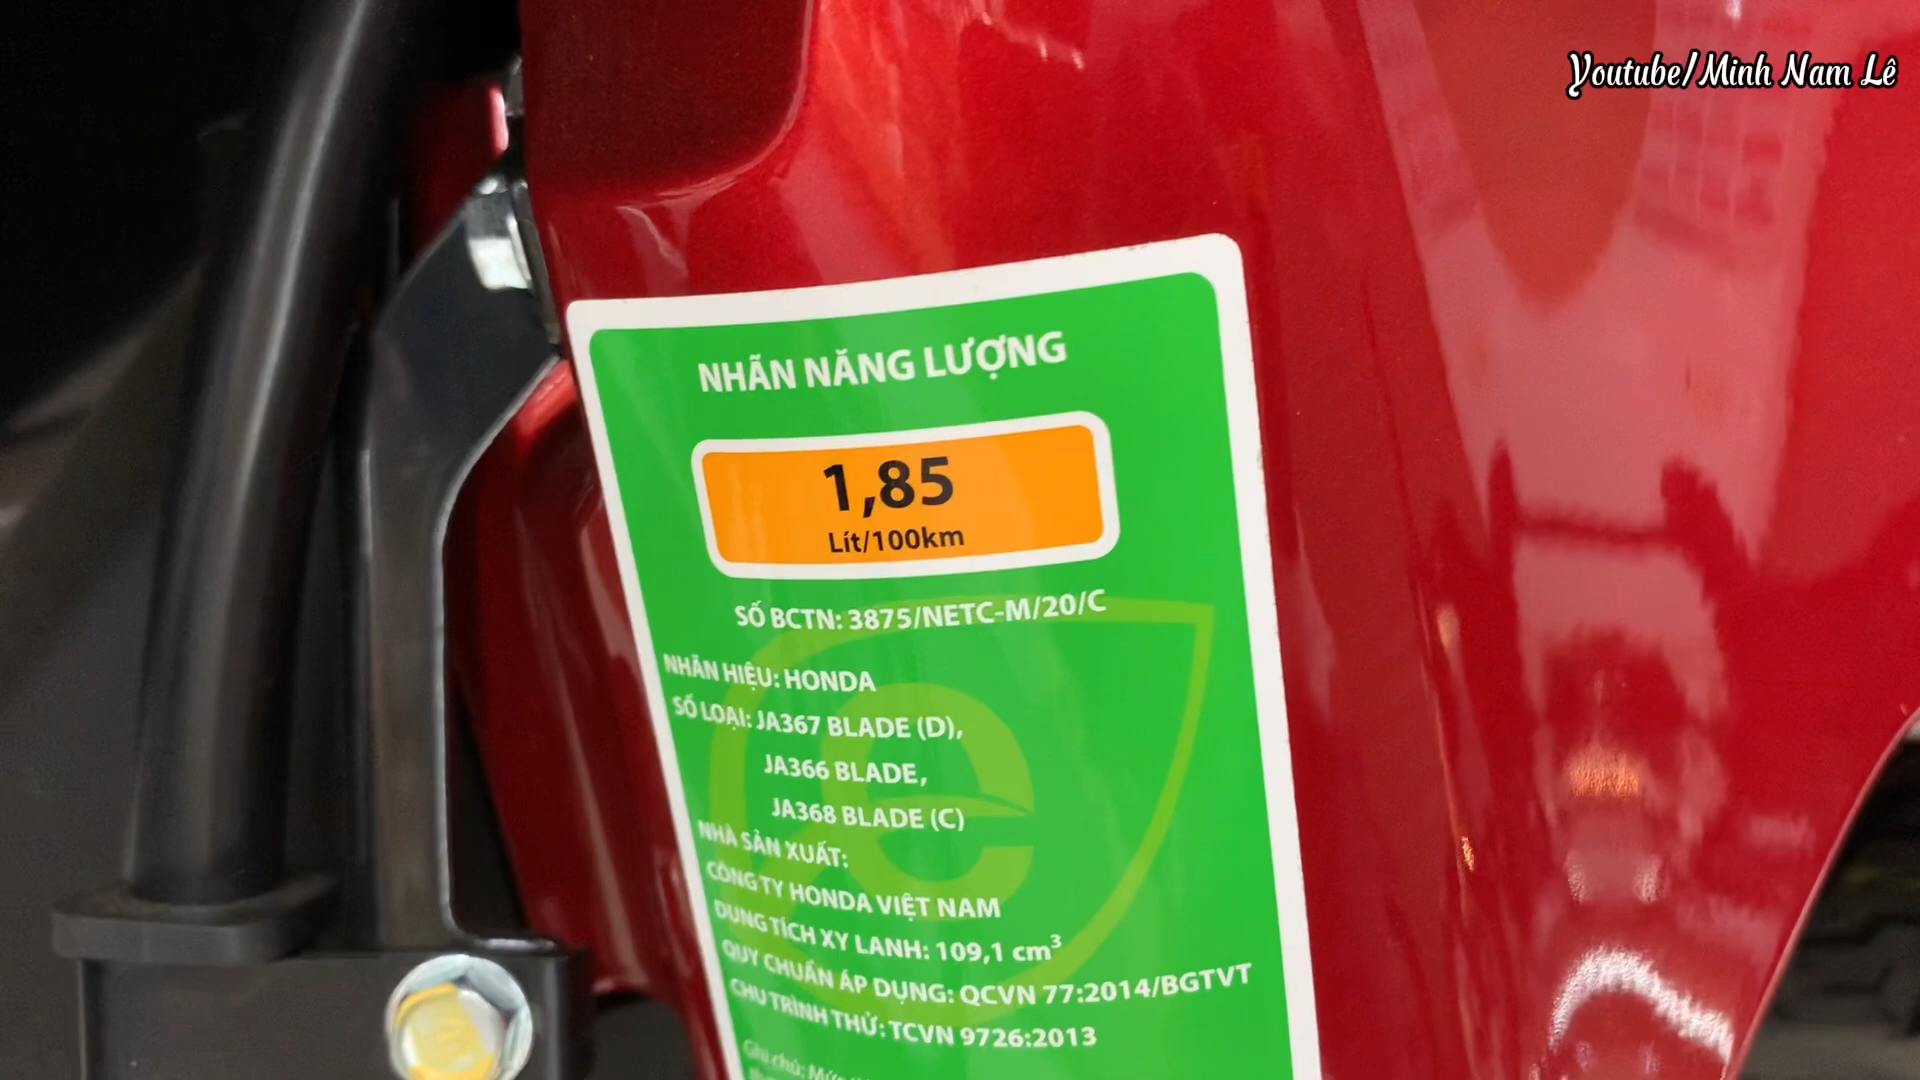 Youtube/Minh Nam Lê
NHÃN NĂNG LƯỢNG
1,85
Lít/100km
SỐ BCTN: 3875/NETC-M/20/C
NHÃN HIỆU: HONDA
SỐ LOẠI: JA367 BLADE (D),
JA366 BLADE,
JA368 BLADE (C)
NHÀ SẢN XUẤT:
CÔNG TY HONDA VIỆT NAM
DUNG TÍCH XY LANH: 109,1 cm³
QUY CHUẨN ÁP DỤNG: QCVN 77:2014/BGTVT
CHU TRÌNH THỬ: TCVN 9726:2013
Ghi chú: Mức